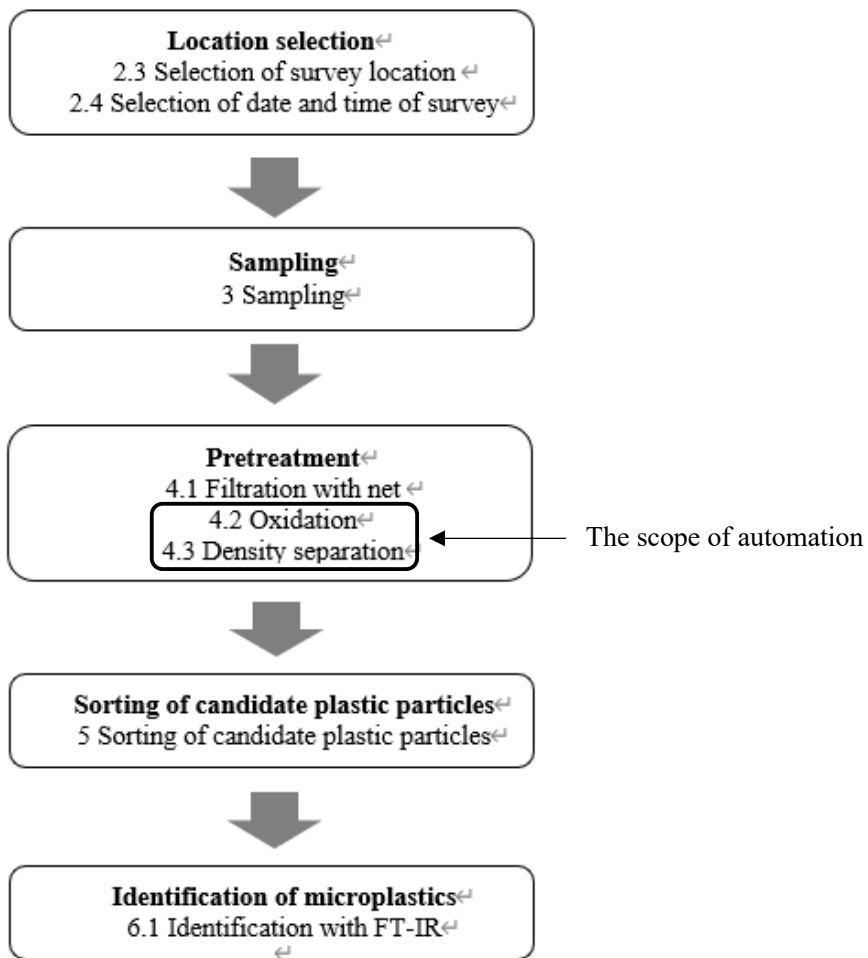 Location selection↵
2.3 Selection of survey location ↵
2.4 Selection of date and time of survey↵
Sampling↵
3 Sampling↵
Pretreatment↵
4.1 Filtration with net ↵
4.2 Oxidation↵
4.3 Density separation↵
The scope of automation
Sorting of candidate plastic particles↵
5 Sorting of candidate plastic particles↵
Identification of microplastics↵
6.1 Identification with FT-IR↵
↵